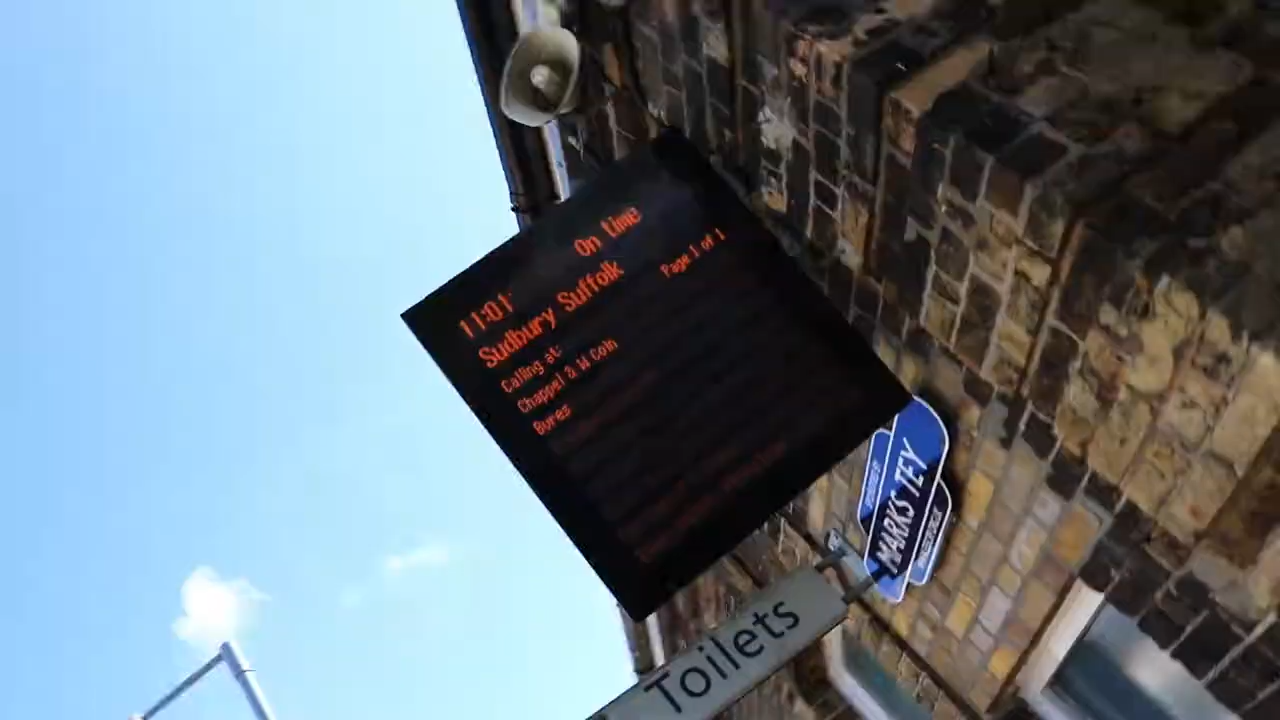 11:01 On time
Sudbury Suffolk
Page 1 of 1
Calling at:
Chappel & W Coln
Bures
MARKS TEY
Toilets